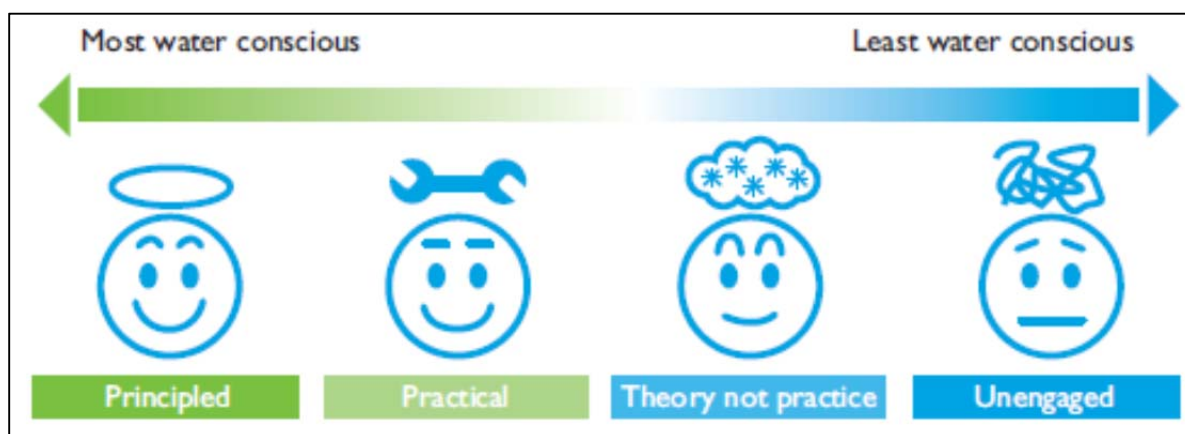 Most water conscious
Least water conscious
Principled
Practical
Theory not practice
Unengaged